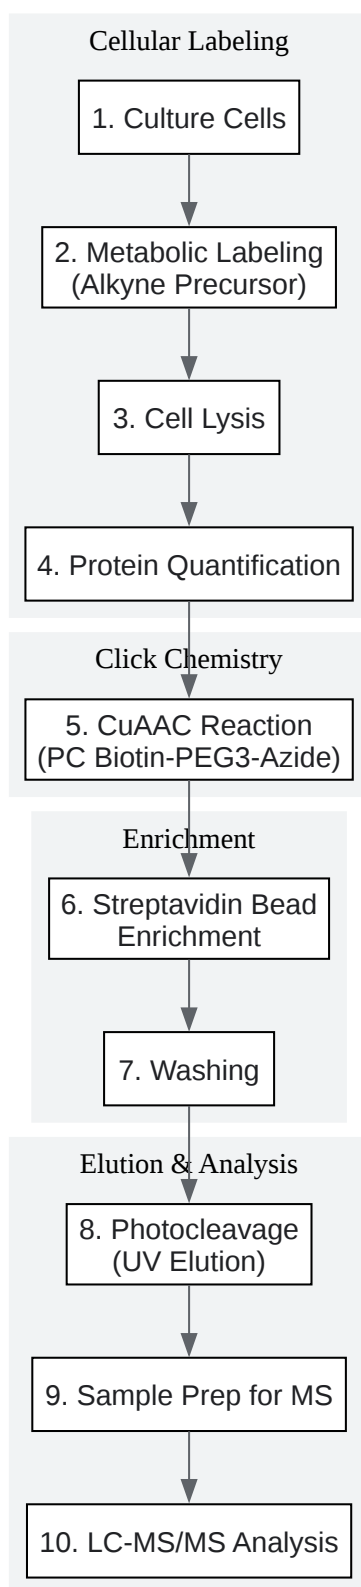 Cellular Labeling
1. Culture Cells
2. Metabolic Labeling
(Alkyne Precursor)
3. Cell Lysis
4. Protein Quantification
Click Chemistry
5. CuAAC Reaction
(PC Biotin-PEG3-Azide)
Enrichment
6. Streptavidin Bead
Enrichment
7. Washing
Elution & Analysis
8. Photocleavage
(UV Elution)
9. Sample Prep for MS
10. LC-MS/MS Analysis